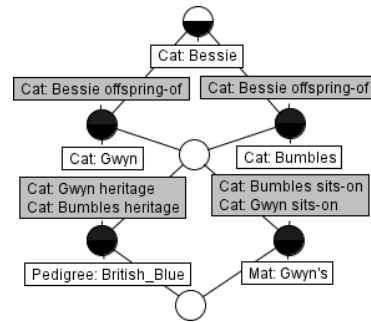 Cat: Bessie
Cat: Bessie offspring-of
Cat: Bessie offspring-of
Cat: Gwyn
Cat: Bumbles
Cat: Gwyn heritage
Cat: Bumbles heritage
Cat: Bumbles sits-on
Cat: Gwyn sits-on
Pedigree: British_Blue
Mat: Gwyn's